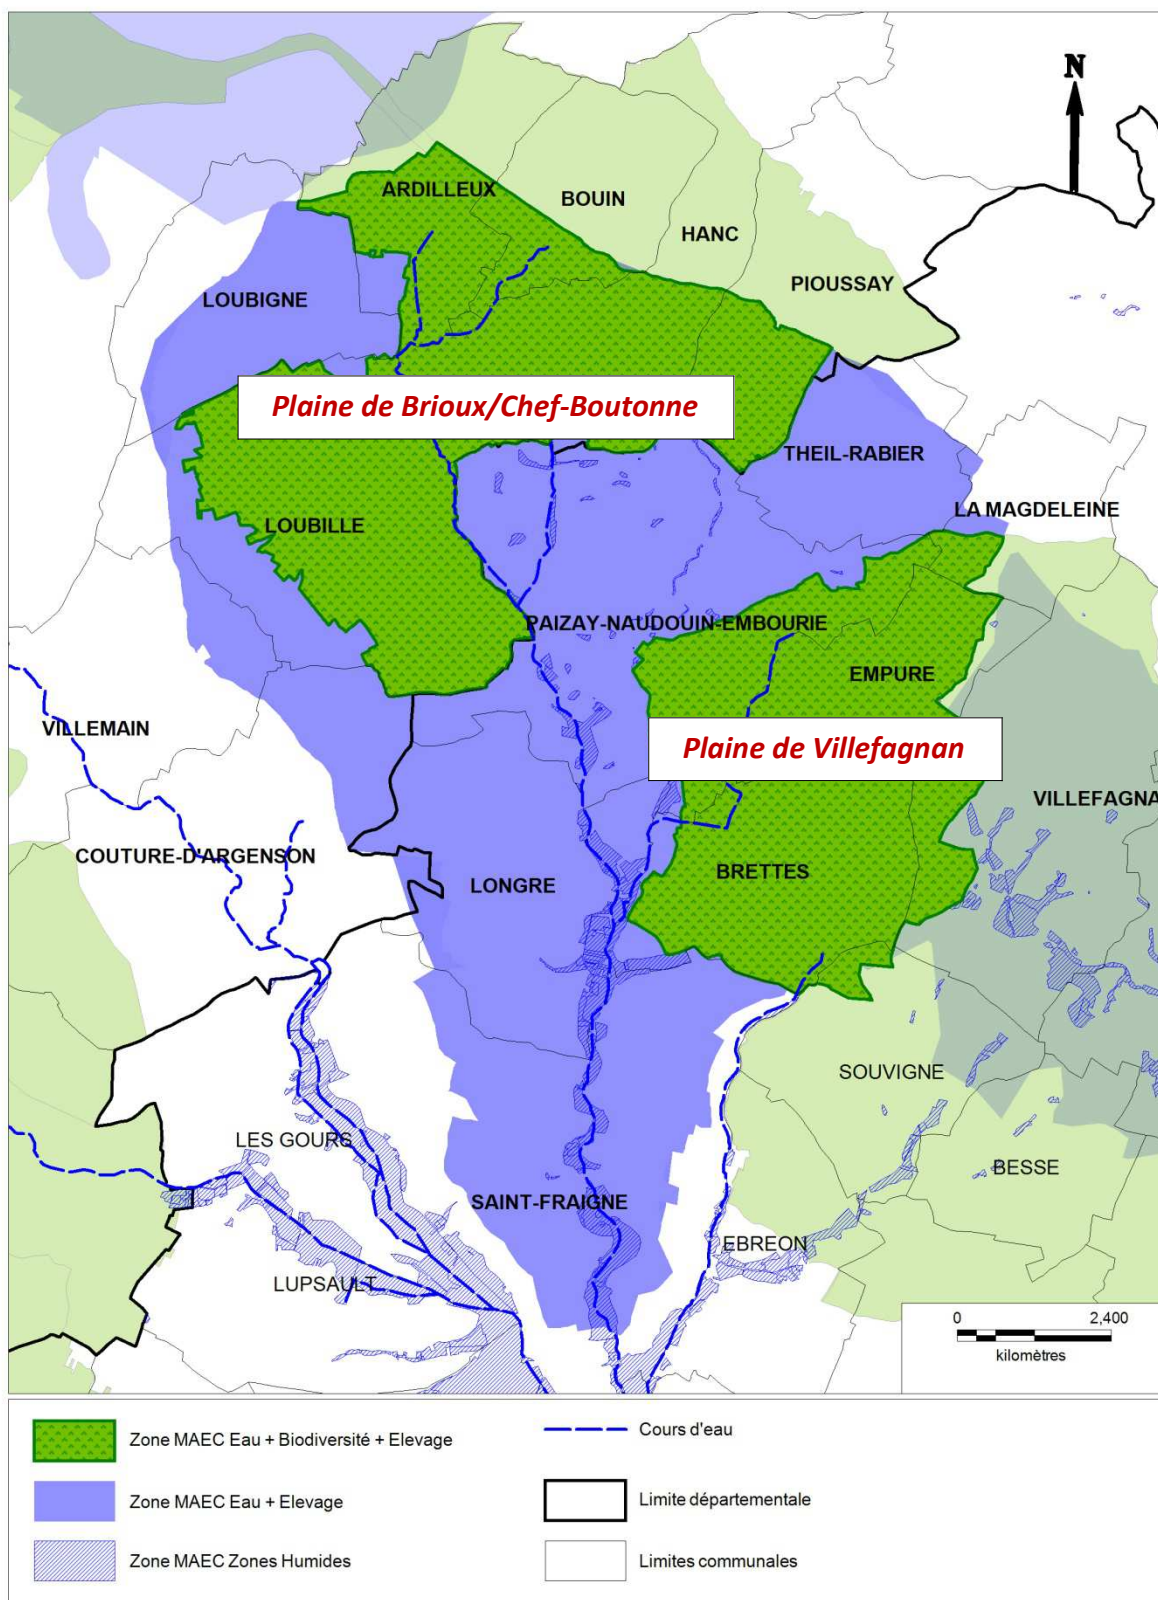 N
ARDILLEUX
BOUIN
HANC
PIOUSSAY
LOUBIGNE
Plaine de Brioux/Chef-Boutonne
THEIL-RABIER
LA MAGDELEINE
LOUBILLE
PAIZAY-NAUDOUIN-EMBOURIE
EMPURE
VILLEMAIN
Plaine de Villefagnan
VILLEFAGNA
COUTURE-D'ARGENSON
LONGRE
BRETTES
SOUVIGNE
LES GOURS
BESSE
SAINT-FRAIGNE
EBREON
LUPSAULT
0 2,400
kilomètres
Zone MAEC Eau + Biodiversité + Elevage
Cours d'eau
Zone MAEC Eau + Elevage
Limite départementale
Zone MAEC Zones Humides
Limites communales